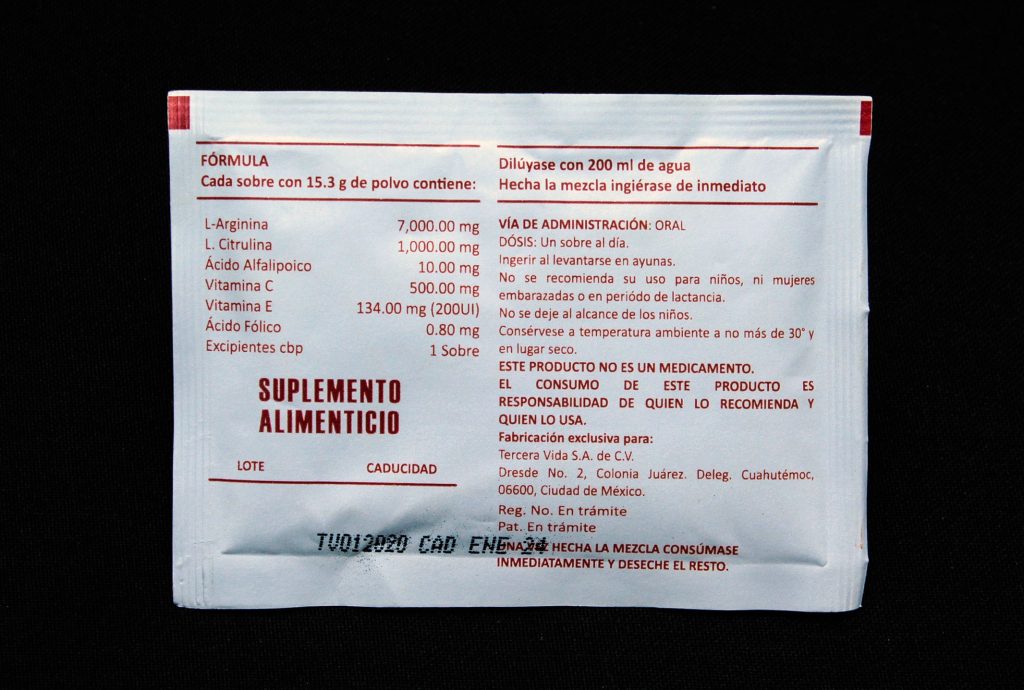 FÓRMULA
Cada sobre con 15.3 g de polvo contiene:
L-Arginina 7,000.00 mg
L. Citrulina 1,000.00 mg
Ácido Alfalipoico 10.00 mg
Vitamina C 500.00 mg
Vitamina E 134.00 mg (200UI)
Ácido Fólico 0.80 mg
Excipientes cbp 1 Sobre
SUPLEMENTO
ALIMENTICIO
LOTE CADUCIDAD
TV012020 CAD ENE 24
Dilúyase con 200 ml de agua
Hecha la mezcla ingiérase de inmediato
VÍA DE ADMINISTRACIÓN: ORAL
DÓSIS: Un sobre al día.
Ingerir al levantarse en ayunas.
No se recomienda su uso para niños, ni mujeres
embarazadas o en periódo de lactancia.
No se deje al alcance de los niños.
Consérvese a temperatura ambiente a no más de 30° y
en lugar seco.
ESTE PRODUCTO NO ES UN MEDICAMENTO.
EL CONSUMO DE ESTE PRODUCTO ES
RESPONSABILIDAD DE QUIEN LO RECOMIENDA Y
QUIEN LO USA.
Fabricación exclusiva para:
Tercera Vida S.A. de C.V.
Dresde No. 2, Colonia Juárez. Deleg. Cuahutémoc,
06600, Ciudad de México.
Reg. No. En trámite
Pat. En trámite
UNA VEZ HECHA LA MEZCLA CONSÚMASE
INMEDIATAMENTE Y DESECHE EL RESTO.